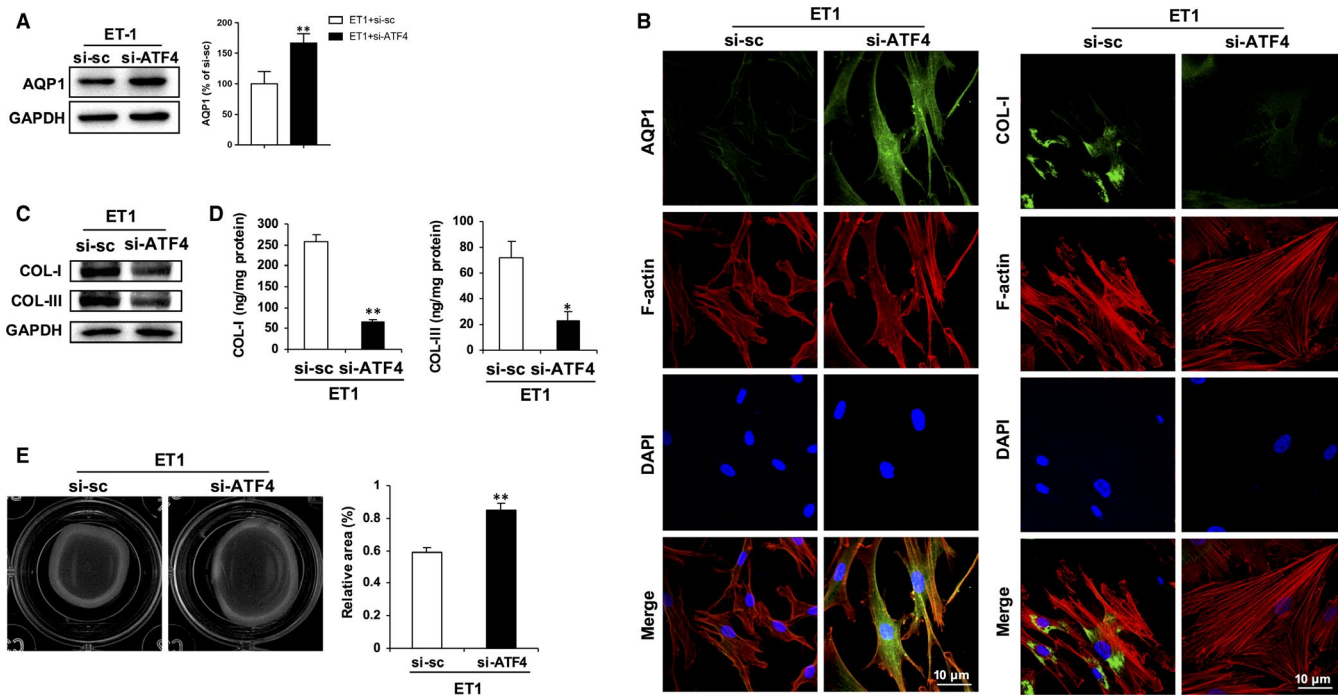 A
ET-1
si-sc si-ATF4
AQP1
GAPDH
AQP1 (% of si-sc)
200
150
100
50
0
**
ET1+si-sc
ET1+si-ATF4
B
ET1
si-sc si-ATF4
AQP1
F-actin
DAPI
Merge
10 μm
ET1
si-sc si-ATF4
COL-I
F-actin
DAPI
Merge
10 μm
C
ET1
si-sc si-ATF4
COL-I
COL-III
GAPDH
D
COL-I (ng/mg protein)
300
250
200
150
100
50
0
**
si-sc si-ATF4
ET1
COL-III (ng/mg protein)
100
80
60
40
20
0
*
si-sc si-ATF4
ET1
E
ET1
si-sc si-ATF4
Relative area (%)
1
0.8
0.6
0.4
0.2
0
**
si-sc si-ATF4
ET1